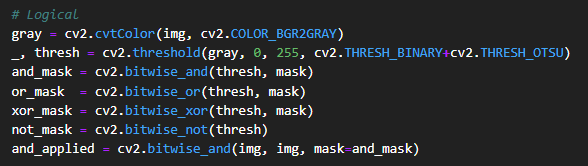 # Logical
gray = cv2.cvtColor(img, cv2.COLOR_BGR2GRAY)
_, thresh = cv2.threshold(gray, 0, 255, cv2.THRESH_BINARY+cv2.THRESH_OTSU)
and_mask = cv2.bitwise_and(thresh, mask)
or_mask  = cv2.bitwise_or(thresh, mask)
xor_mask = cv2.bitwise_xor(thresh, mask)
not_mask = cv2.bitwise_not(thresh)
and_applied = cv2.bitwise_and(img, img, mask=and_mask)